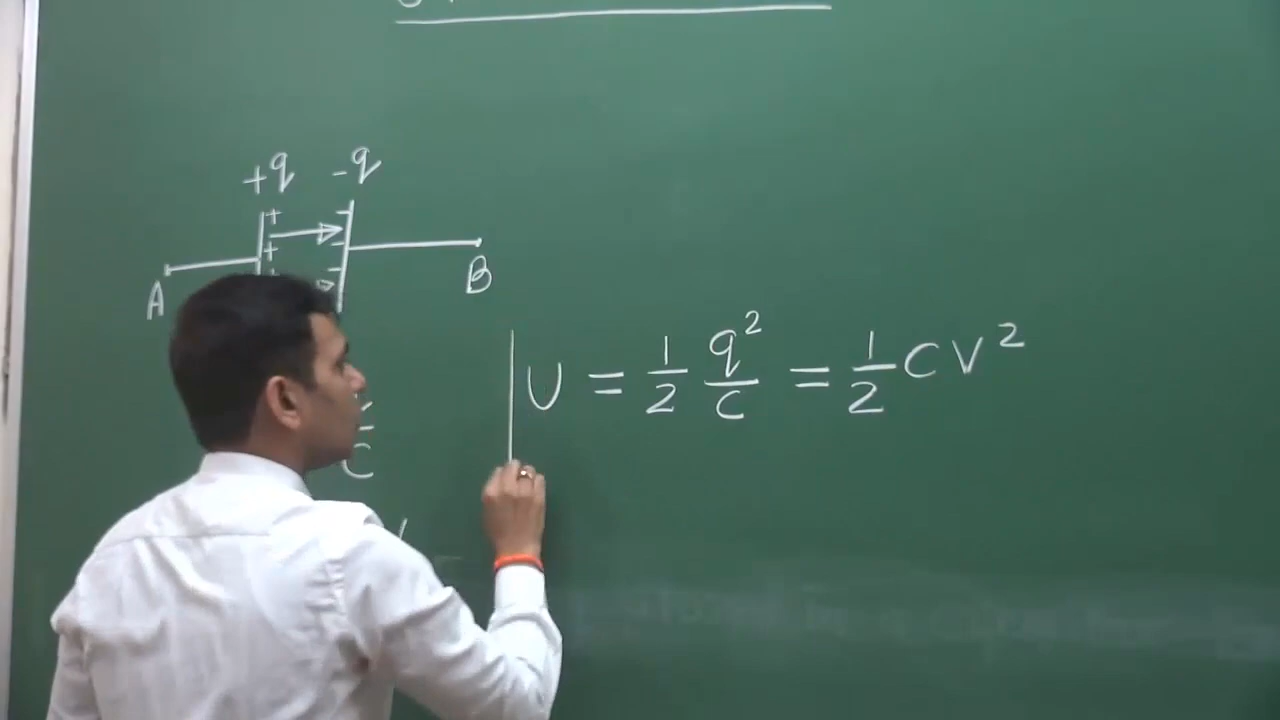 +q -q
A B
U = 1/2 q²/C = 1/2 CV²
C